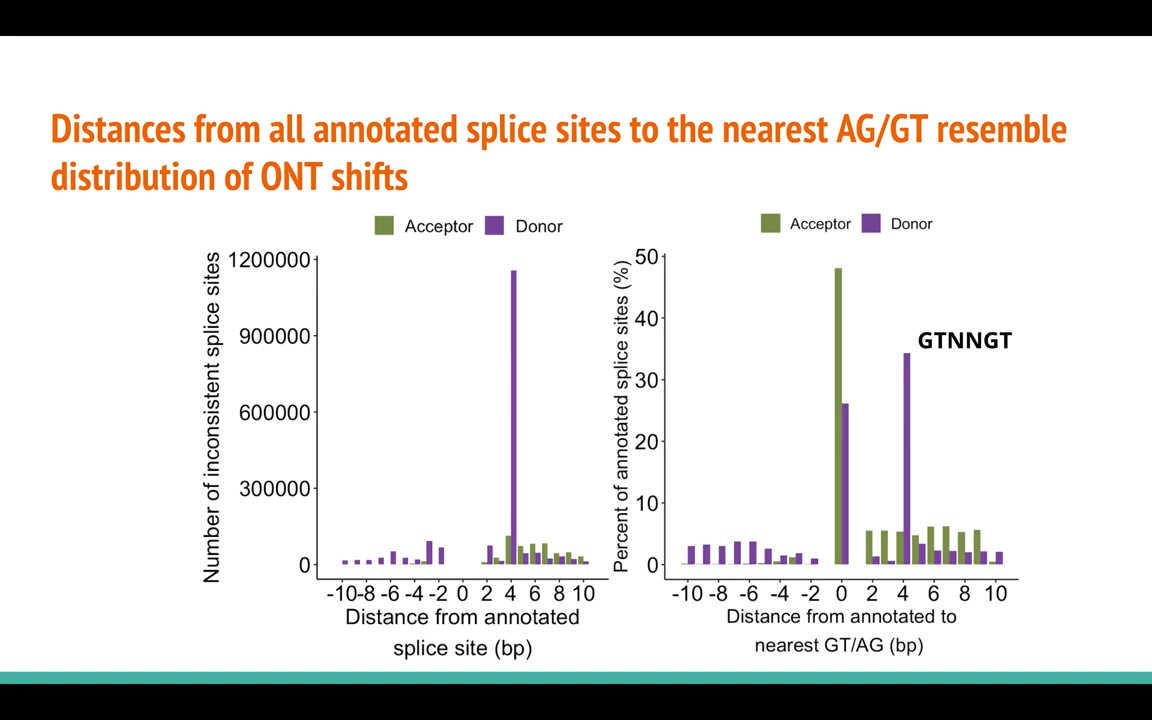 Distances from all annotated splice sites to the nearest AG/GT resemble
distribution of ONT shifts
Acceptor Donor
Number of inconsistent splice sites
1200000
900000
600000
300000
0
-10 -8 -6 -4 -2 0 2 4 6 8 10
Distance from annotated
splice site (bp)
Acceptor Donor
Percent of annotated splice sites (%)
50
40
30
20
10
0
GTNNGT
-10 -8 -6 -4 -2 0 2 4 6 8 10
Distance from annotated to
nearest GT/AG (bp)